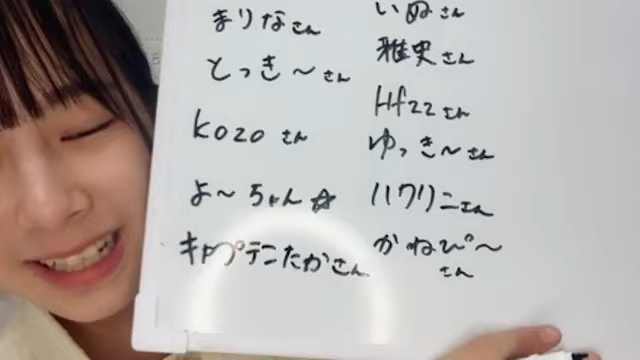 まりなさん
とっき〜さん
kozoさん
よ〜ちゃん☆
キャプテンたかさん
いぬさん
雅史さん
Hf22さん
ゆっき〜さん
ハクリニさん
かねぴ〜
さん